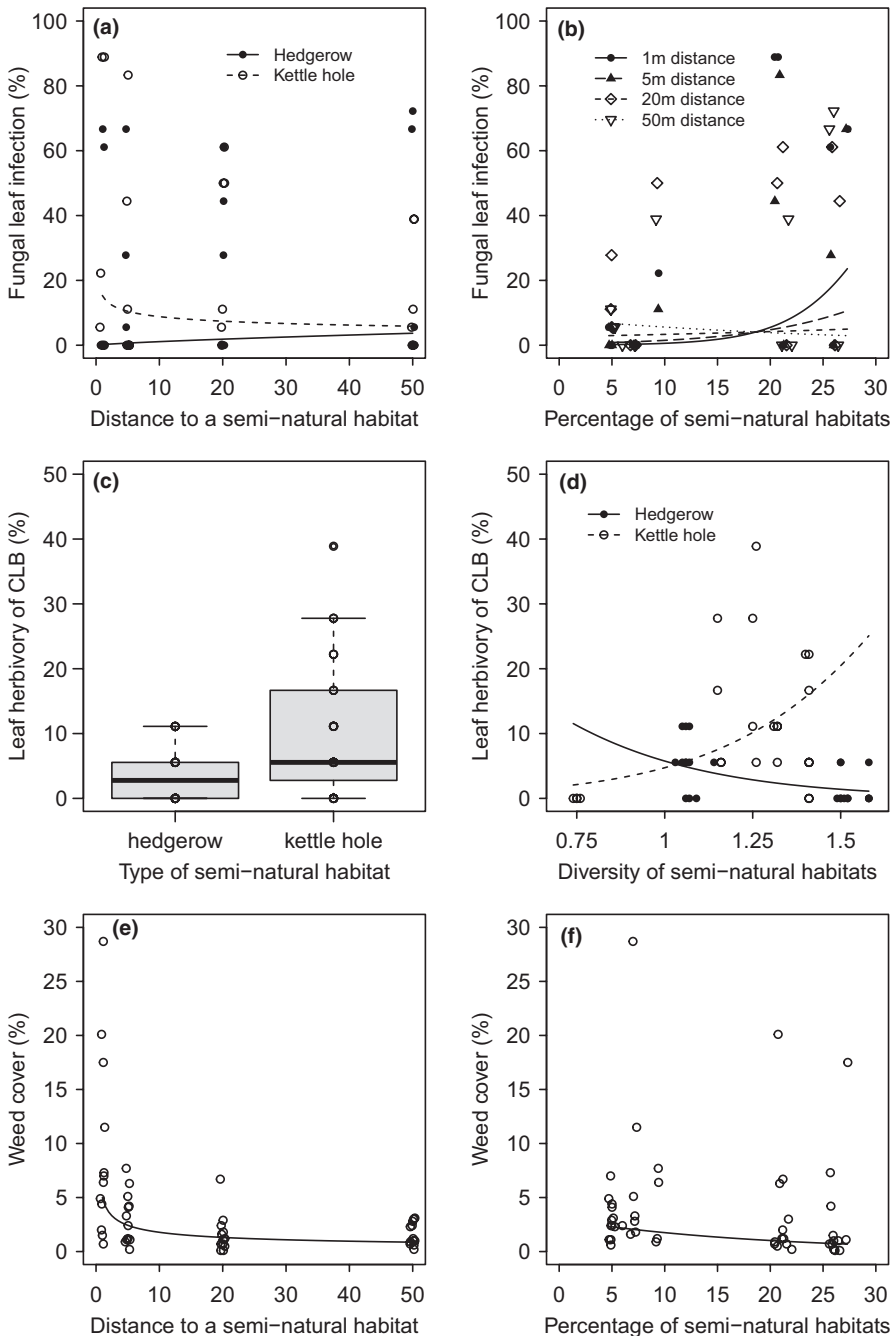 (a)
Fungal leaf infection (%)
100
80
60
40
20
0
Hedgerow
Kettle hole
0 10 20 30 40 50
Distance to a semi−natural habitat
(b)
Fungal leaf infection (%)
100
80
60
40
20
0
1m distance
5m distance
20m distance
50m distance
0 5 10 15 20 25 30
Percentage of semi−natural habitats
(c)
Leaf herbivory of CLB (%)
50
40
30
20
10
0
hedgerow kettle hole
Type of semi−natural habitat
(d)
Leaf herbivory of CLB (%)
50
40
30
20
10
0
Hedgerow
Kettle hole
0.75 1 1.25 1.5
Diversity of semi−natural habitats
(e)
Weed cover (%)
30
25
20
15
10
5
0
0 10 20 30 40 50
Distance to a semi−natural habitat
(f)
Weed cover (%)
30
25
20
15
10
5
0
0 5 10 15 20 25 30
Percentage of semi−natural habitats